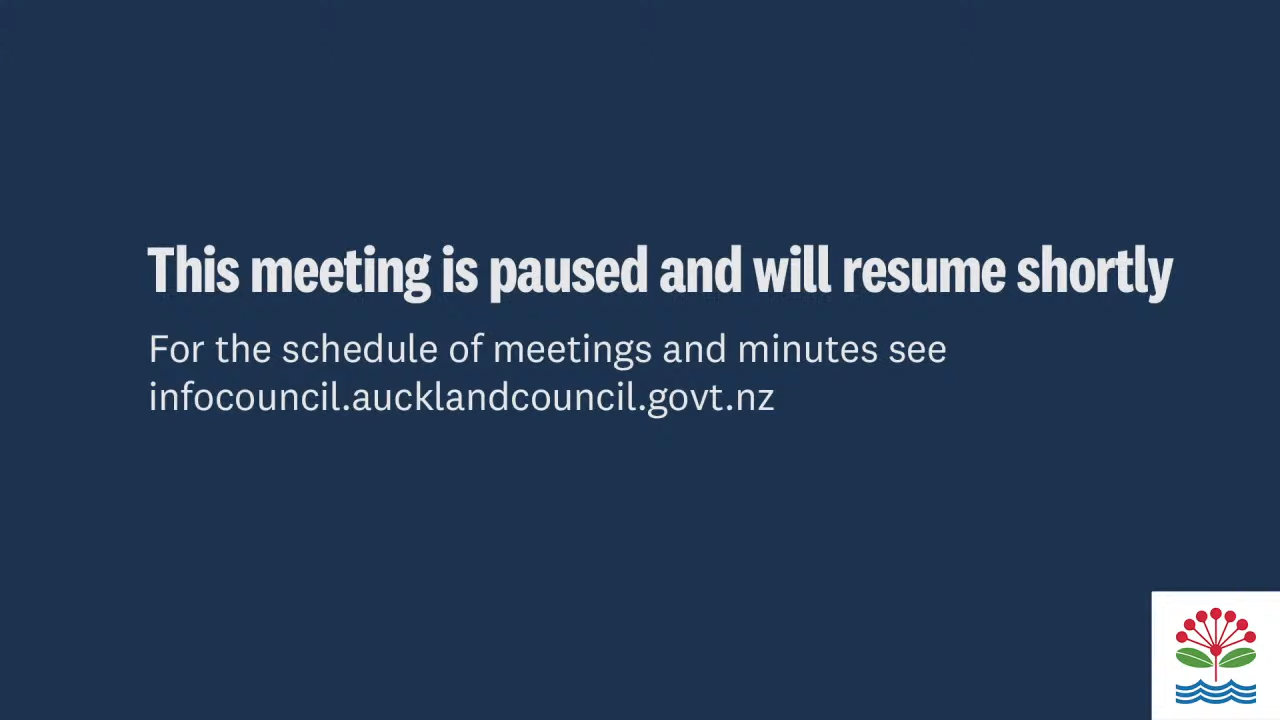 This meeting is paused and will resume shortly
For the schedule of meetings and minutes see
infocouncil.aucklandcouncil.govt.nz